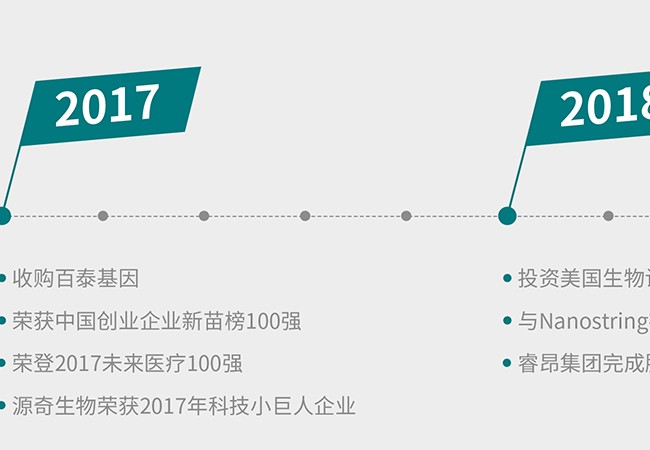 2017
收购百泰基因
荣获中国创业企业新苗榜100强
荣登2017未来医疗100强
源奇生物荣获2017年科技小巨人企业
2018
投资美国生物
与Nanostring
睿昂集团完成